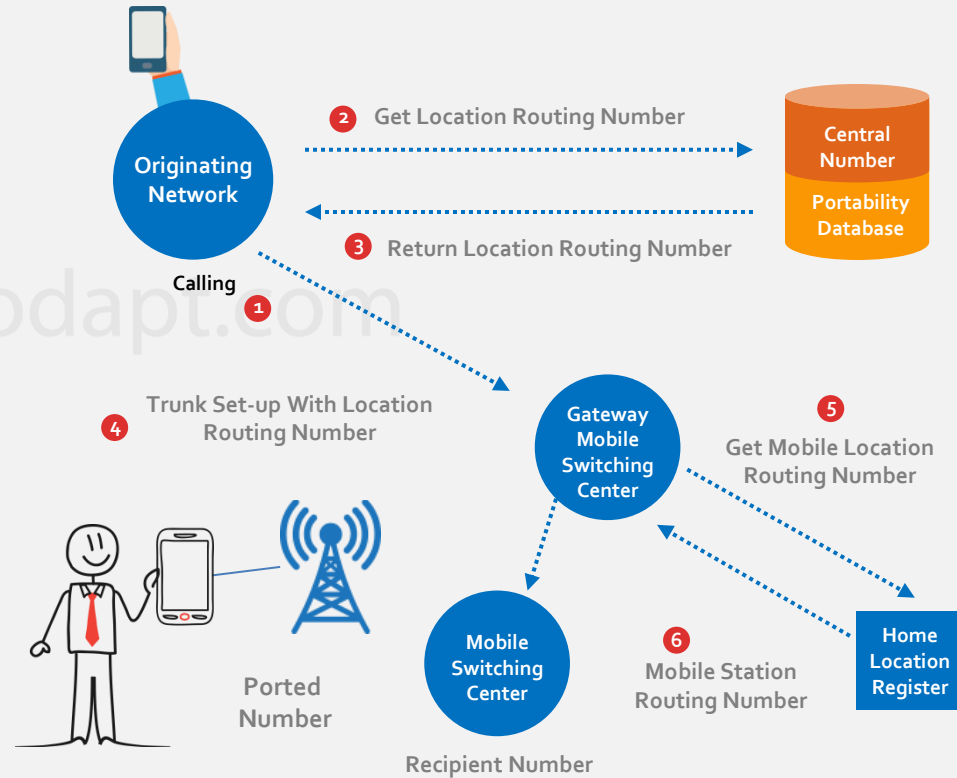 2 Get Location Routing Number
Originating
Network
Central
Number
Portability
Database
3 Return Location Routing Number
Calling
1
odapt.com
4
Trunk Set-up With Location
Routing Number
Gateway
Mobile
Switching
Center
5
Get Mobile Location
Routing Number
Mobile
Switching
Center
6
Mobile Station
Routing Number
Home
Location
Register
Ported
Number
Recipient Number